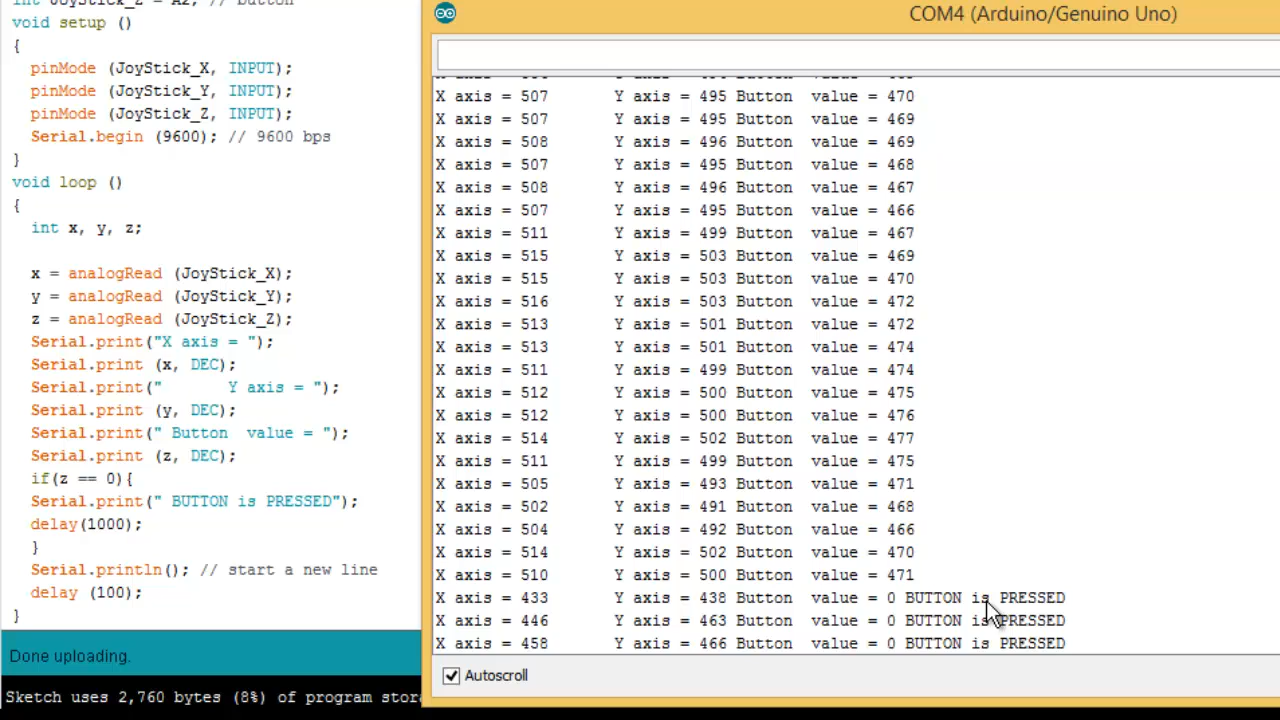 int JoyStick_Z = A2; // button
void setup ()
{
pinMode (JoyStick_X, INPUT);
pinMode (JoyStick_Y, INPUT);
pinMode (JoyStick_Z, INPUT);
Serial.begin (9600); // 9600 bps
}
void loop ()
{
int x, y, z;
x = analogRead (JoyStick_X);
y = analogRead (JoyStick_Y);
z = analogRead (JoyStick_Z);
Serial.print("X axis = ");
Serial.print (x, DEC);
Serial.print("       Y axis = ");
Serial.print (y, DEC);
Serial.print(" Button  value = ");
Serial.print (z, DEC);
if(z == 0){
Serial.print(" BUTTON is PRESSED");
delay(1000);
}
Serial.println(); // start a new line
delay (100);
}
Done uploading.
Sketch uses 2,760 bytes (8%) of program stor
COM4 (Arduino/Genuino Uno)
X axis = 507       Y axis = 495 Button  value = 470
X axis = 507       Y axis = 495 Button  value = 469
X axis = 508       Y axis = 496 Button  value = 469
X axis = 507       Y axis = 495 Button  value = 468
X axis = 508       Y axis = 496 Button  value = 467
X axis = 507       Y axis = 495 Button  value = 466
X axis = 511       Y axis = 499 Button  value = 467
X axis = 515       Y axis = 503 Button  value = 469
X axis = 515       Y axis = 503 Button  value = 470
X axis = 516       Y axis = 503 Button  value = 472
X axis = 513       Y axis = 501 Button  value = 472
X axis = 513       Y axis = 501 Button  value = 474
X axis = 511       Y axis = 499 Button  value = 474
X axis = 512       Y axis = 500 Button  value = 475
X axis = 512       Y axis = 500 Button  value = 476
X axis = 514       Y axis = 502 Button  value = 477
X axis = 511       Y axis = 499 Button  value = 475
X axis = 505       Y axis = 493 Button  value = 471
X axis = 502       Y axis = 491 Button  value = 468
X axis = 504       Y axis = 492 Button  value = 466
X axis = 514       Y axis = 502 Button  value = 470
X axis = 510       Y axis = 500 Button  value = 471
X axis = 433       Y axis = 438 Button  value = 0 BUTTON is PRESSED
X axis = 446       Y axis = 463 Button  value = 0 BUTTON is PRESSED
X axis = 458       Y axis = 466 Button  value = 0 BUTTON is PRESSED
Autoscroll